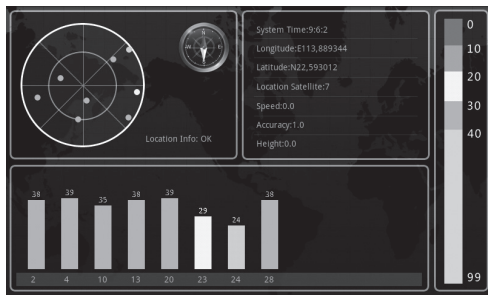 Location Info: OK
System Time:9:6:2
Longitude:E113,889344
Latitude:N22,593012
Location Satellite:7
Speed:0.0
Accuracy:1.0
Height:0.0
0
10
20
30
40
99
38 39 35 38 39 29 24 38
2 4 10 13 20 23 24 28